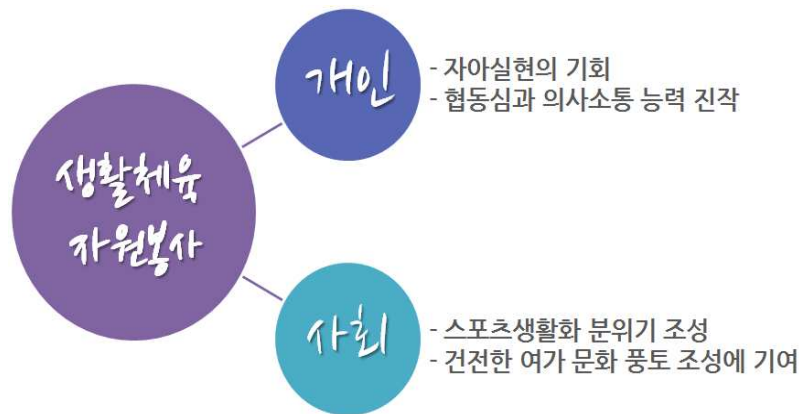 생활체육
자원봉사
개인
- 자아실현의 기회
- 협동심과 의사소통 능력 진작
사회
- 스포츠생활화 분위기 조성
- 건전한 여가 문화 풍토 조성에 기여